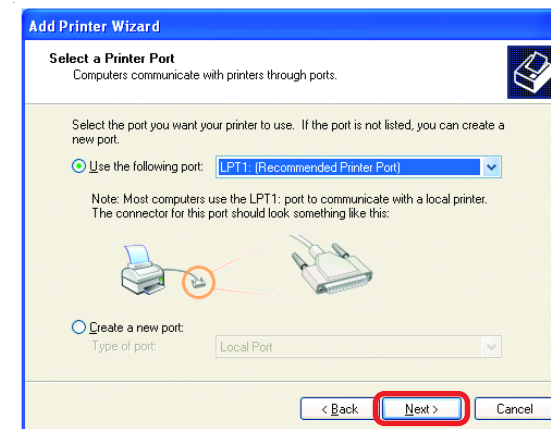 Add Printer Wizard
Select a Printer Port
Computers communicate with printers through ports.
Select the port you want your printer to use. If the port is not listed, you can create a
new port.
Use the following port: LPT1: (Recommended Printer Port)
Note: Most computers use the LPT1: port to communicate with a local printer.
The connector for this port should look something like this:
Create a new port:
Type of port: Local Port
< Back Next > Cancel